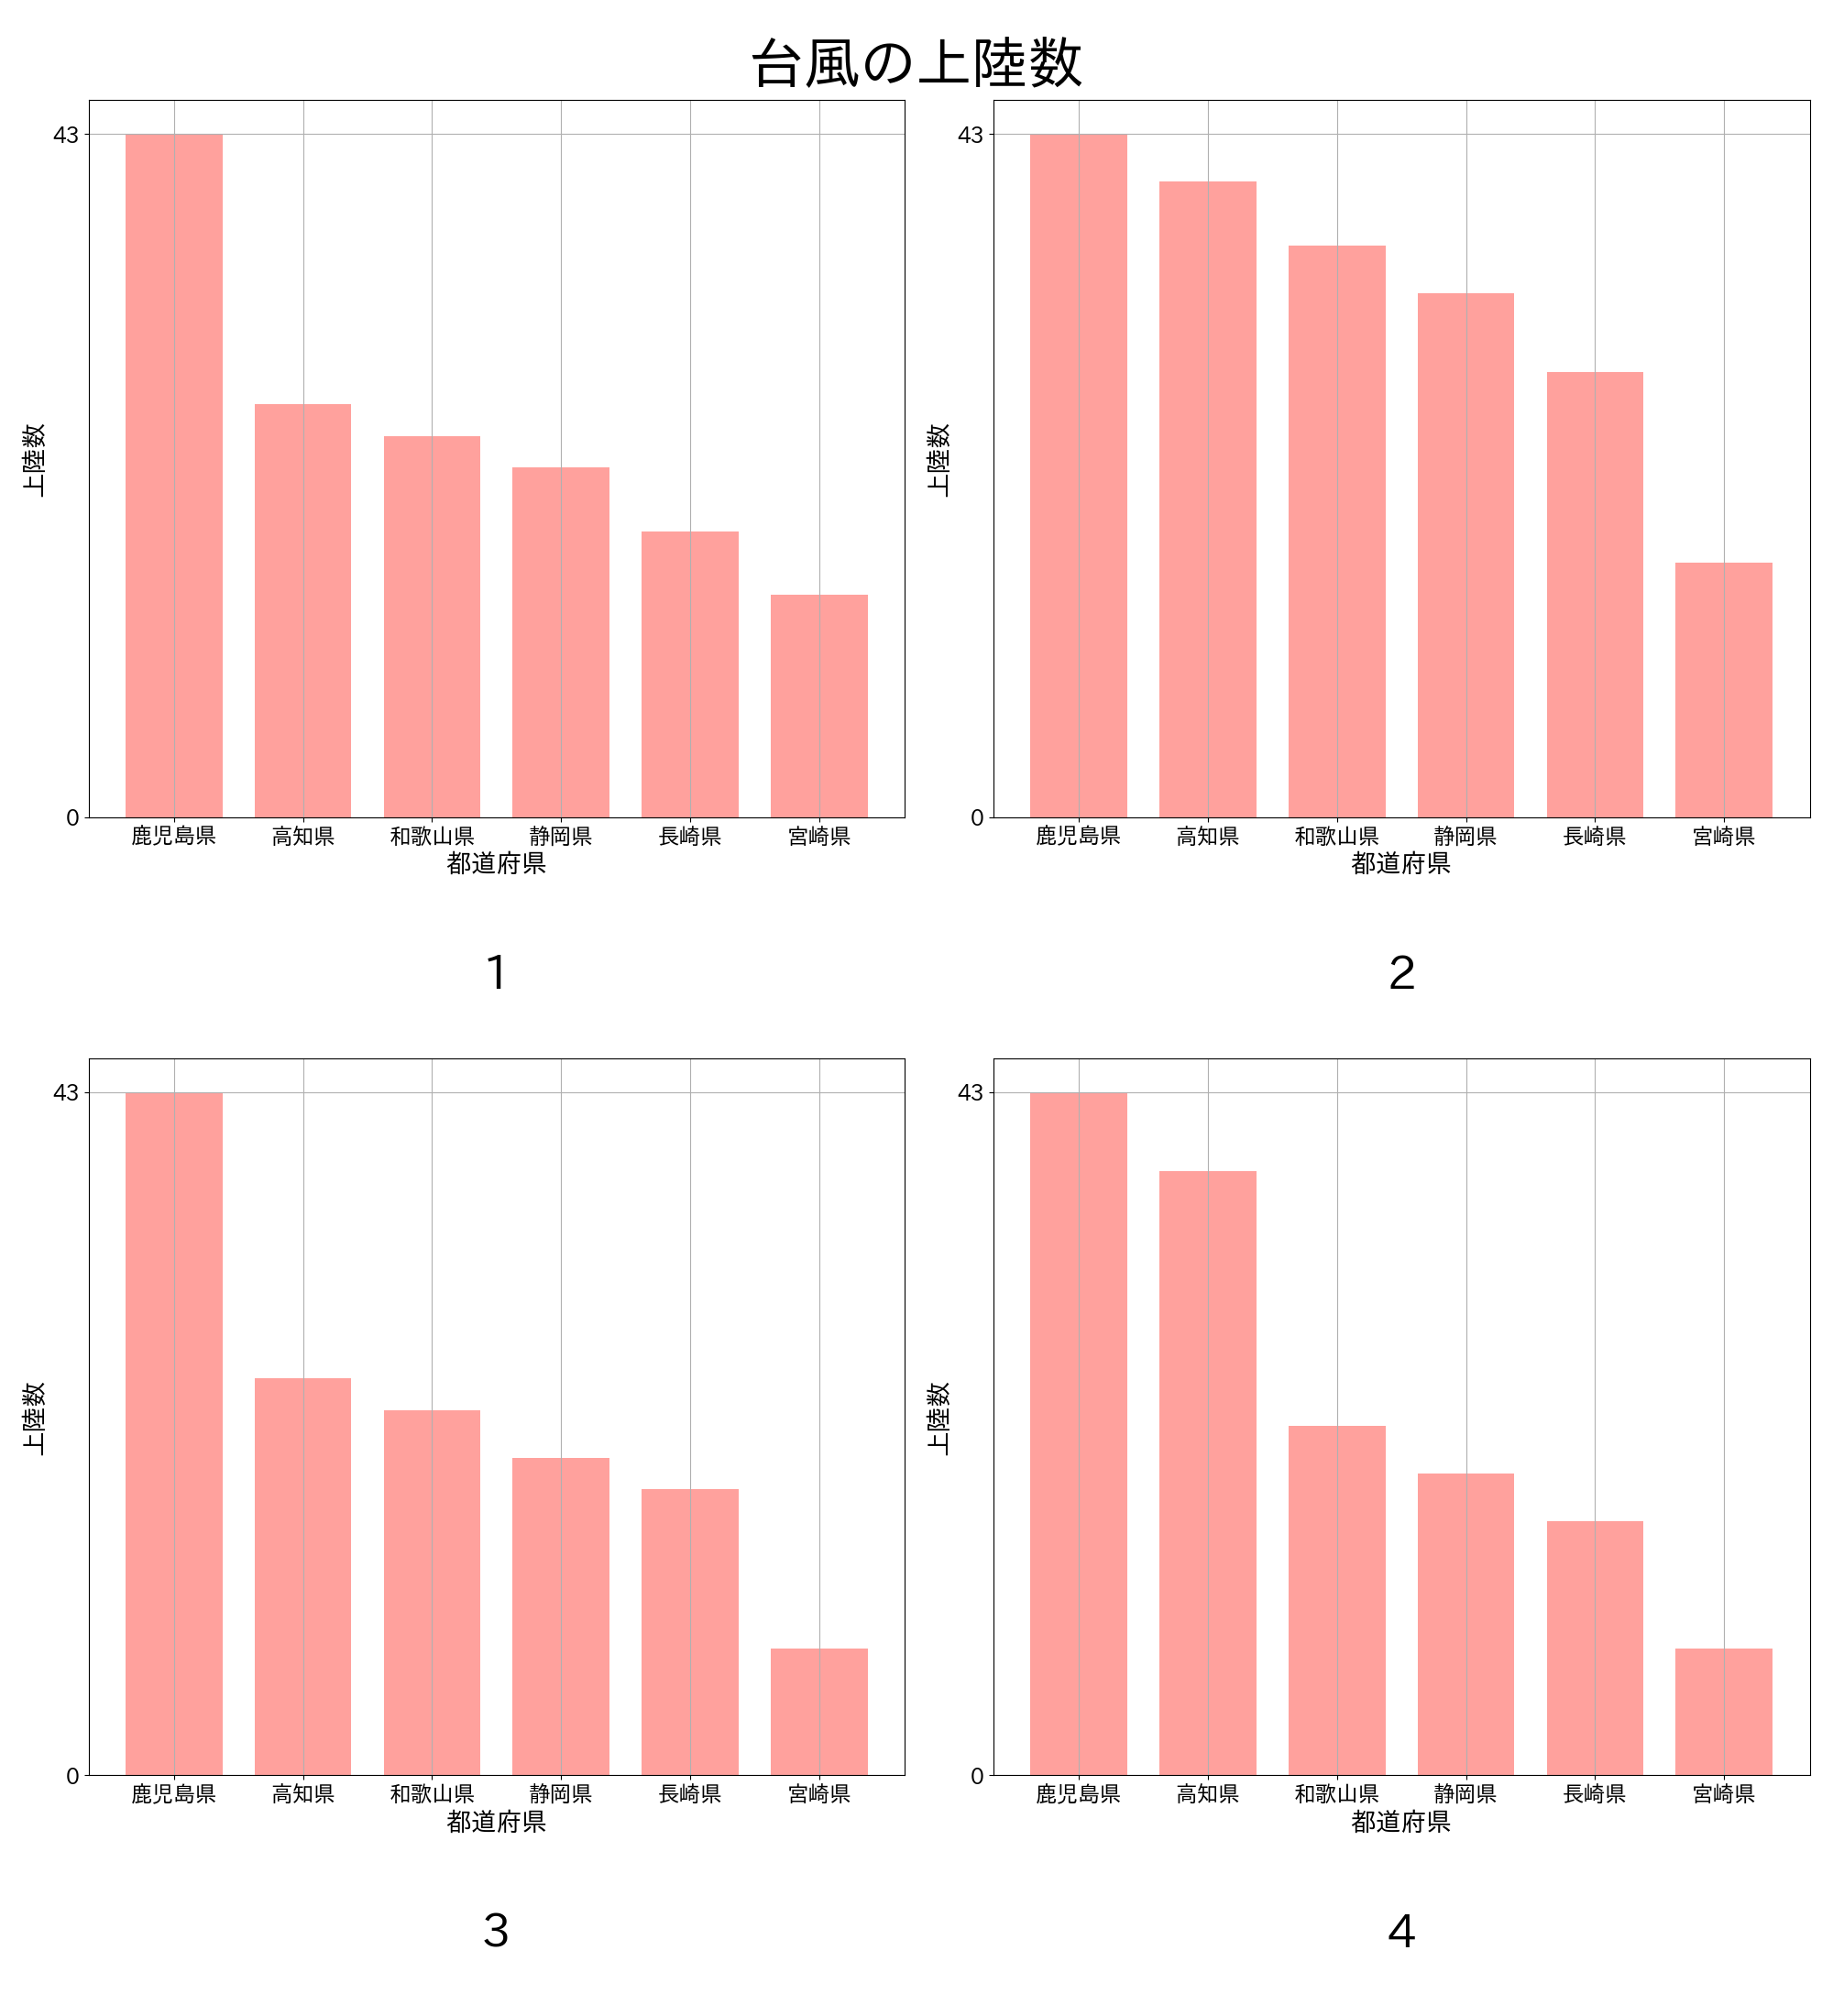 台風の上陸数
43
0
上陸数
鹿児島県 高知県 和歌山県 静岡県 長崎県 宮崎県
都道府県
1
43
0
上陸数
鹿児島県 高知県 和歌山県 静岡県 長崎県 宮崎県
都道府県
2
43
0
上陸数
鹿児島県 高知県 和歌山県 静岡県 長崎県 宮崎県
都道府県
3
43
0
上陸数
鹿児島県 高知県 和歌山県 静岡県 長崎県 宮崎県
都道府県
4